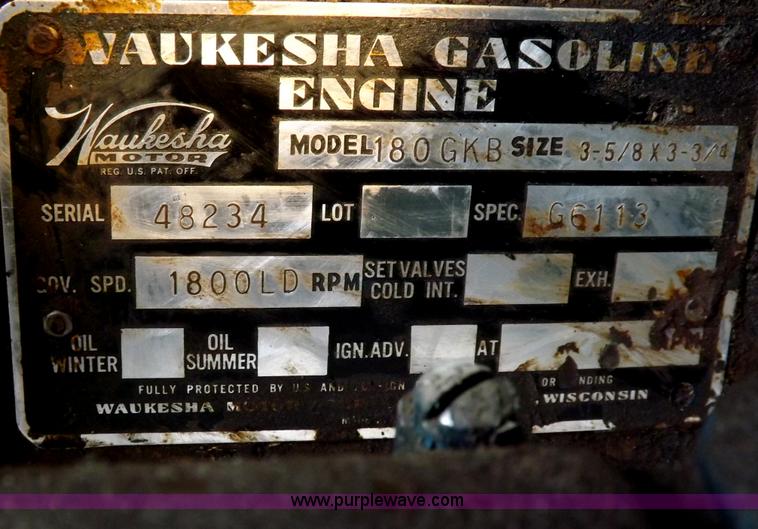 WAUKESHA GASOLINE
ENGINE
Waukesha
MOTOR
REG. U.S. PAT. OFF.
MODEL 180 GKB SIZE 3-5/8 X 3-3/4
SERIAL 48234 LOT SPEC. G6113
GOV. SPD. 1800LD RPM SET VALVES COLD INT. EXH.
OIL WINTER OIL SUMMER IGN. ADV. AT
FULLY PROTECTED BY U.S. AND
WAUKESHA WISCONSIN
www.purplewave.com